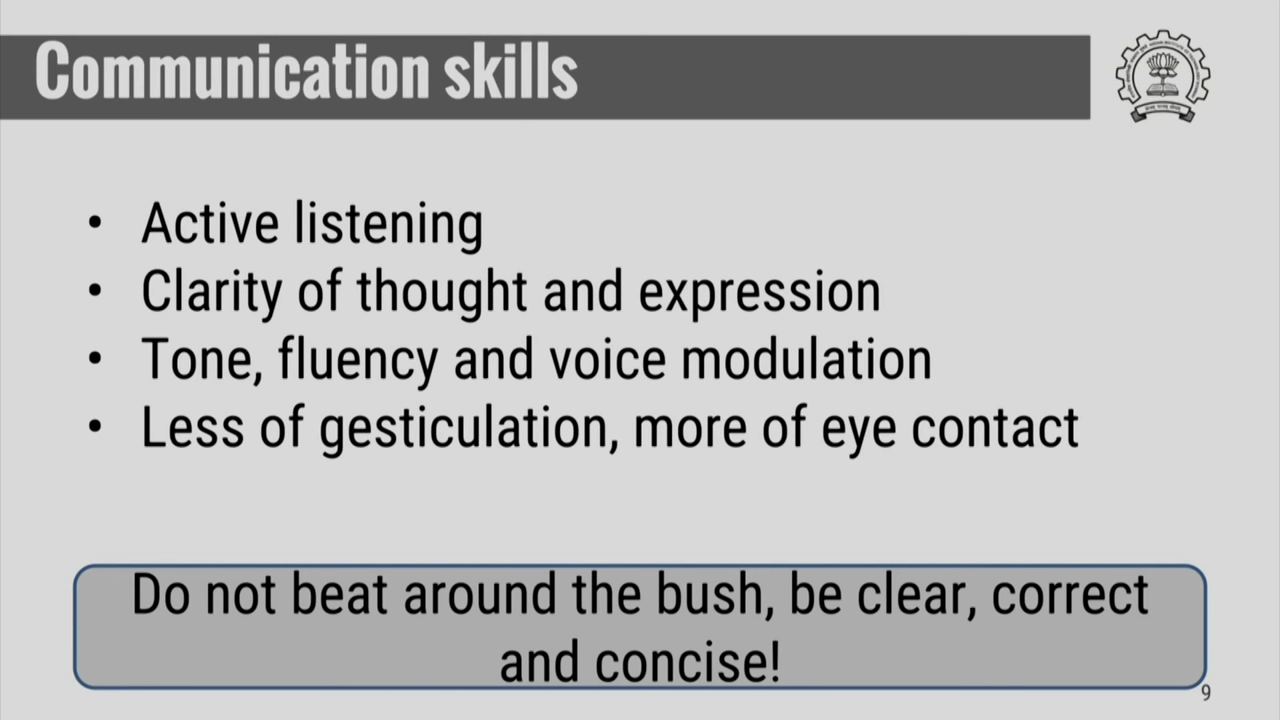 Communication skills
• Active listening
• Clarity of thought and expression
• Tone, fluency and voice modulation
• Less of gesticulation, more of eye contact
Do not beat around the bush, be clear, correct
and concise!
9